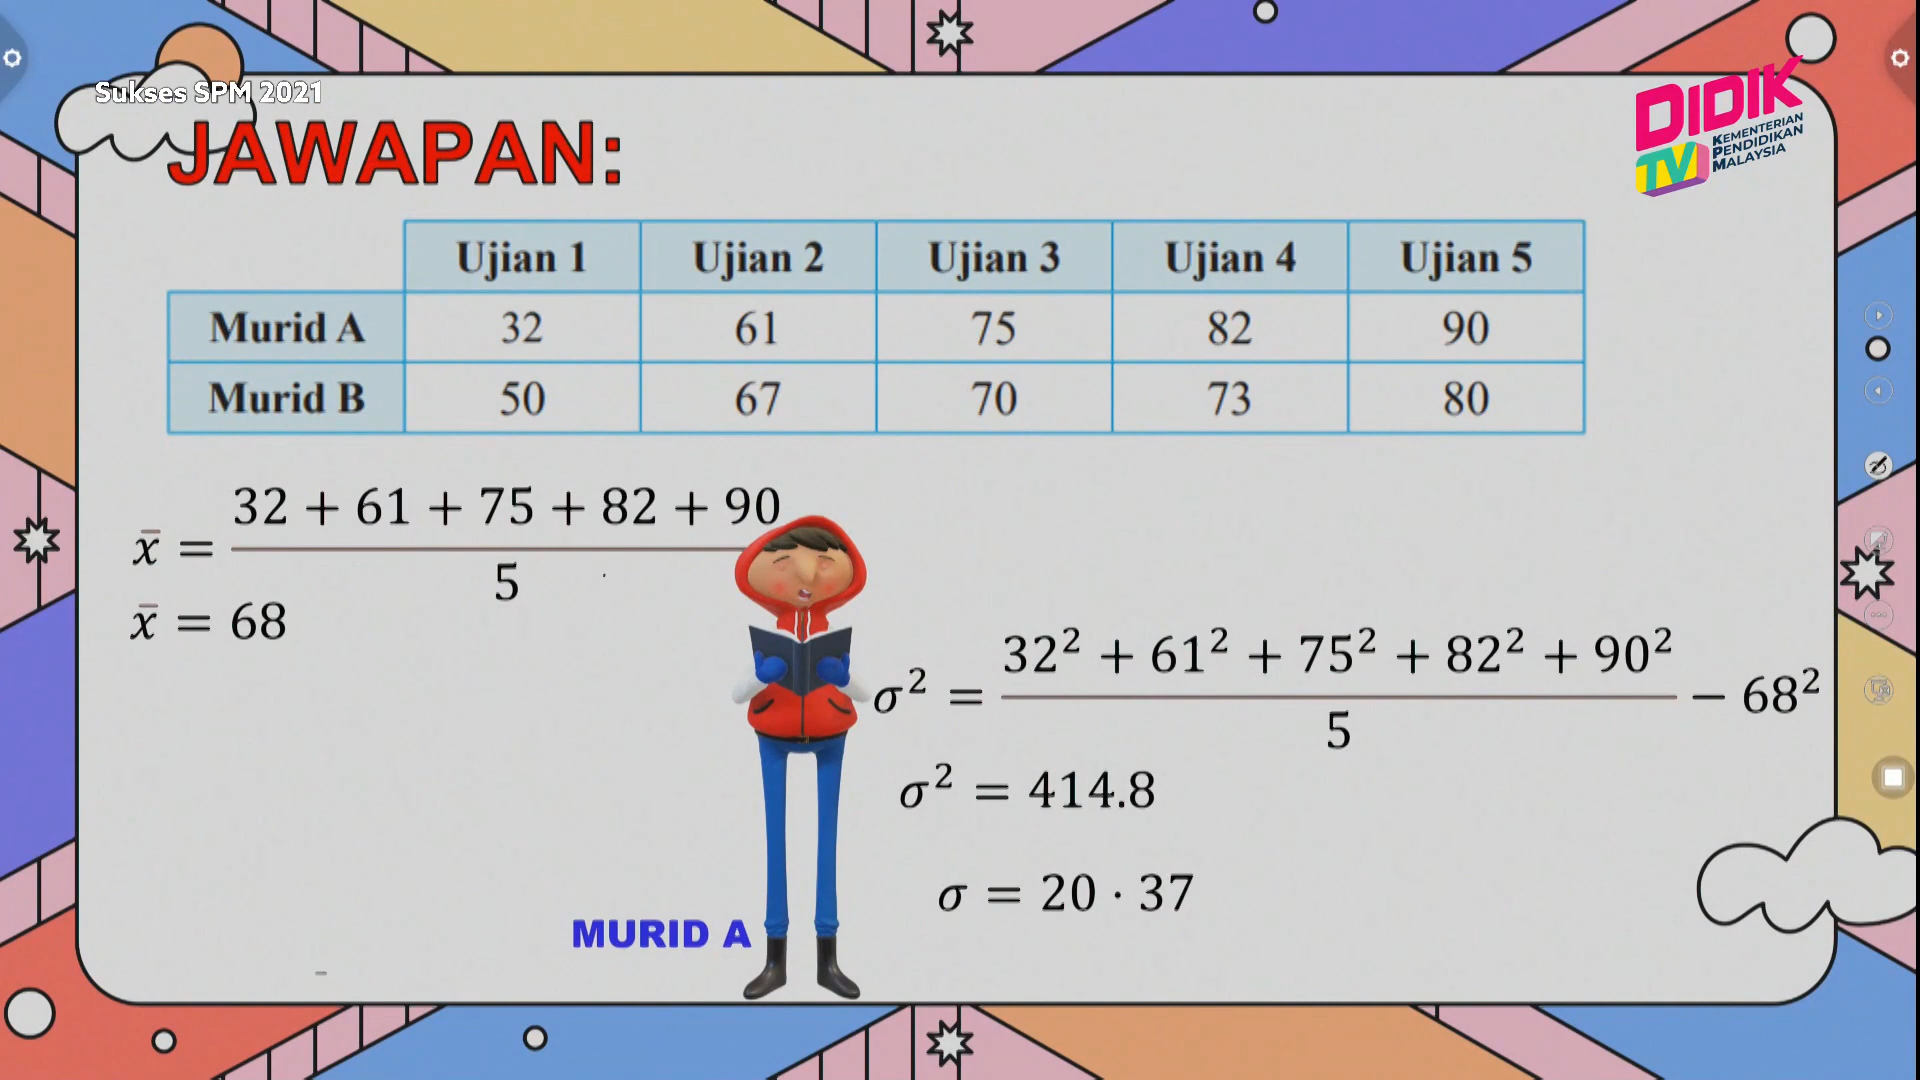 Sukses SPM 2021
DIDIK
TV
KEMENTERIAN
PENDIDIKAN
MALAYSIA
JAWAPAN:
Ujian 1 Ujian 2 Ujian 3 Ujian 4 Ujian 5
Murid A 32 61 75 82 90
Murid B 50 67 70 73 80
x̄ = (32 + 61 + 75 + 82 + 90) / 5
x̄ = 68
σ² = (32² + 61² + 75² + 82² + 90²) / 5 − 68²
σ² = 414.8
σ = 20 · 37
MURID A